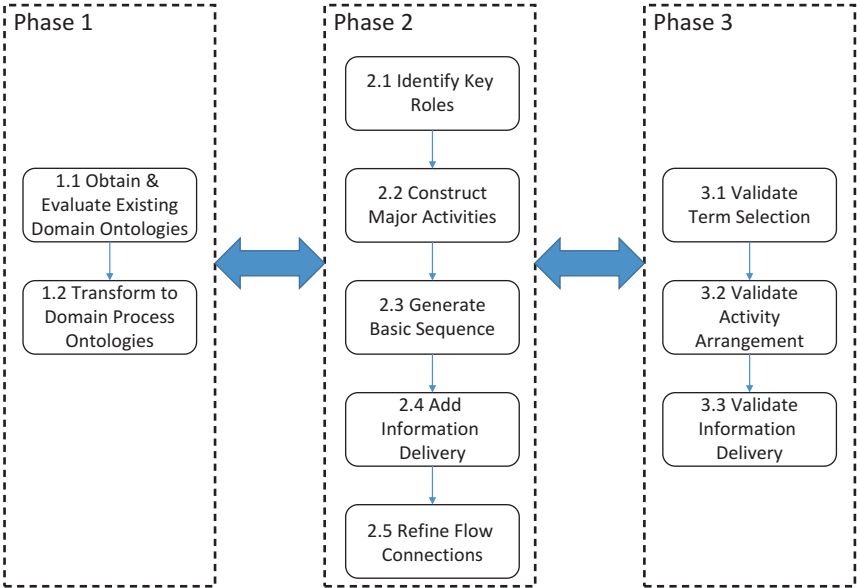 Phase 1
1.1 Obtain &
Evaluate Existing
Domain Ontologies
1.2 Transform to
Domain Process
Ontologies
Phase 2
2.1 Identify Key
Roles
2.2 Construct
Major Activities
2.3 Generate
Basic Sequence
2.4 Add
Information
Delivery
2.5 Refine Flow
Connections
Phase 3
3.1 Validate
Term Selection
3.2 Validate
Activity
Arrangement
3.3 Validate
Information
Delivery